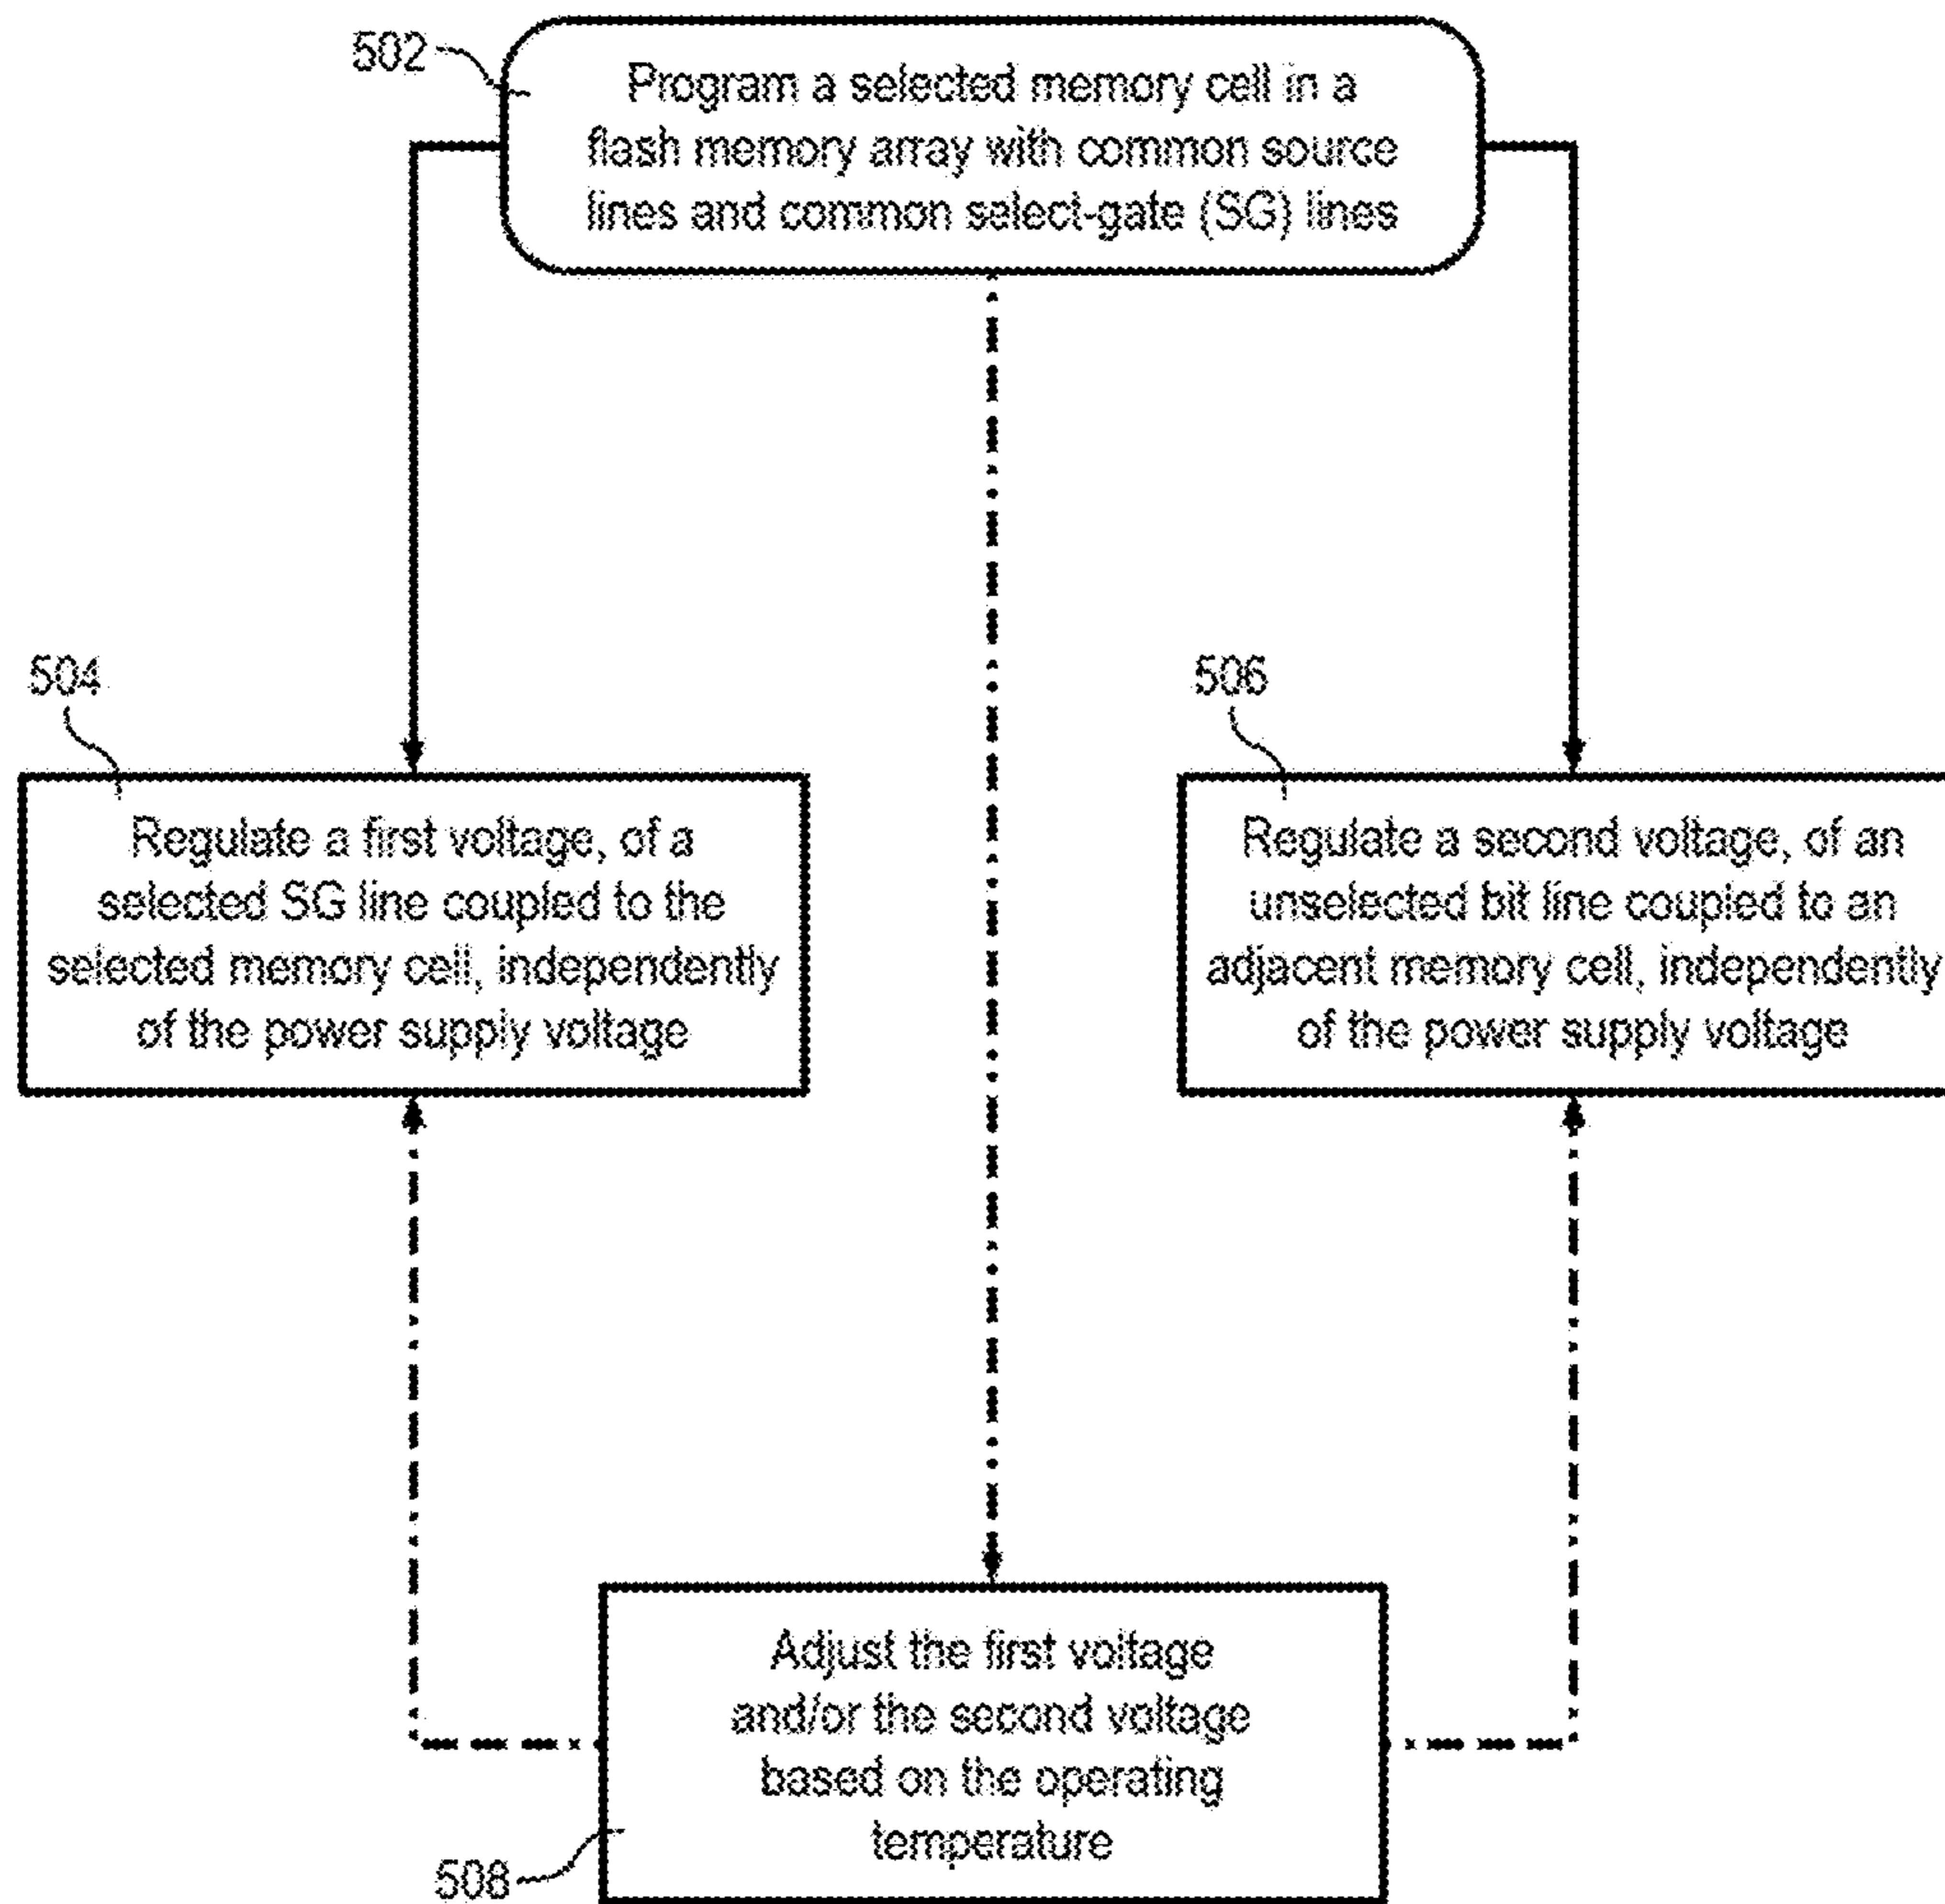 502
Program a selected memory cell in a
flash memory array with common source
lines and common select-gate (SG) lines
504
Regulate a first voltage, of a
selected SG line coupled to the
selected memory cell, independently
of the power supply voltage
506
Regulate a second voltage, of an
unselected bit line coupled to an
adjacent memory cell, independently
of the power supply voltage
Adjust the first voltage
and/or the second voltage
based on the operating
temperature
508